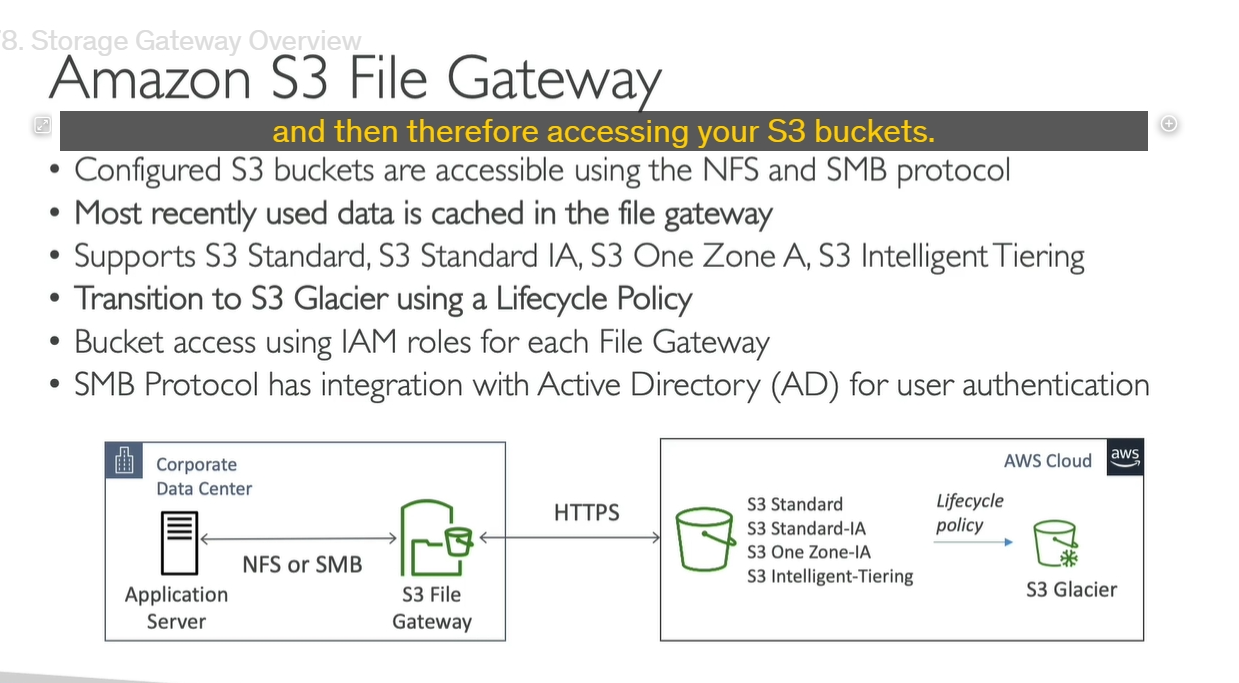 8. Storage Gateway Overview
Amazon S3 File Gateway
and then therefore accessing your S3 buckets.
• Configured S3 buckets are accessible using the NFS and SMB protocol
• Most recently used data is cached in the file gateway
• Supports S3 Standard, S3 Standard IA, S3 One Zone A, S3 Intelligent Tiering
• Transition to S3 Glacier using a Lifecycle Policy
• Bucket access using IAM roles for each File Gateway
• SMB Protocol has integration with Active Directory (AD) for user authentication
Corporate
Data Center
NFS or SMB
Application
Server
S3 File
Gateway
HTTPS
AWS Cloud
aws
S3 Standard
S3 Standard-IA
S3 One Zone-IA
S3 Intelligent-Tiering
Lifecycle
policy
S3 Glacier